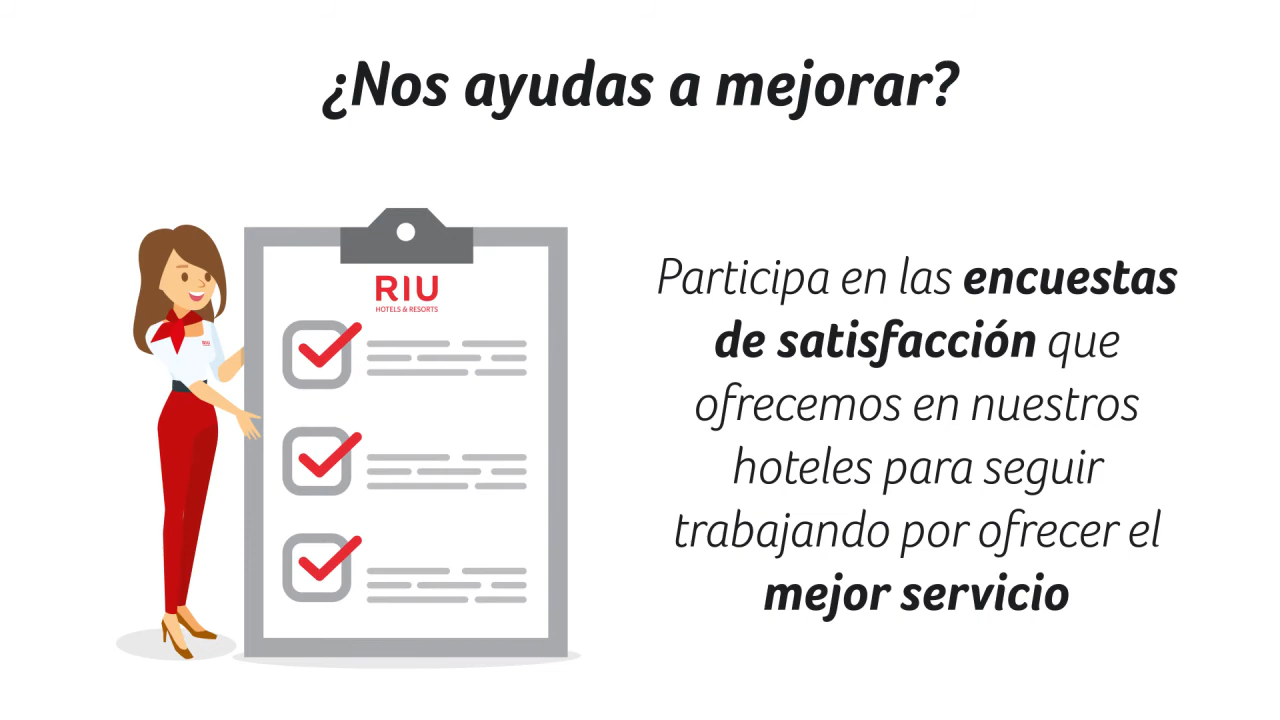 ¿Nos ayudas a mejorar?
RIU
HOTELS & RESORTS
RIU
Participa en las encuestas
de satisfacción que
ofrecemos en nuestros
hoteles para seguir
trabajando por ofrecer el
mejor servicio